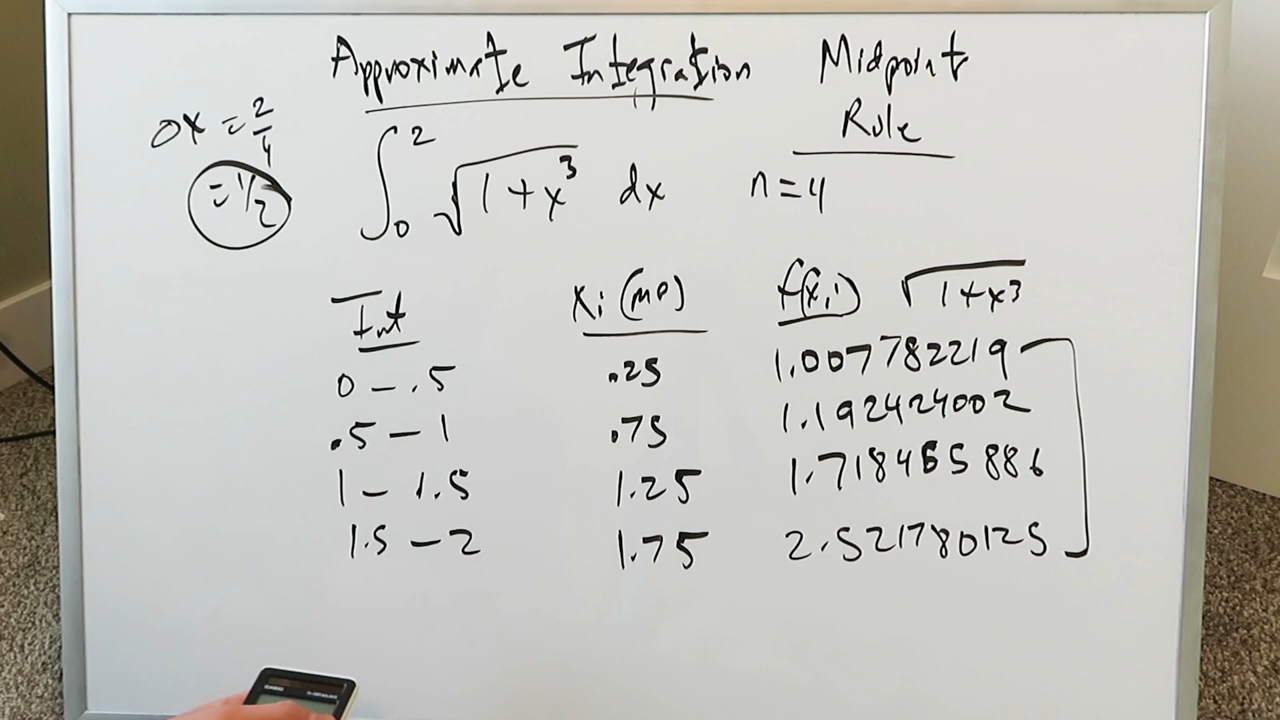 Approximate Integration Midpoint Rule
Δx = 2/4
= 1/2
∫₀² √(1+x³) dx n=4
Int xᵢ (MP) f(xᵢ) √(1+x³)
0 – .5 .25 1.007782219
.5 – 1 .75 1.192424002
1 – 1.5 1.25 1.718465886
1.5 – 2 1.75 2.521780125
CASIO